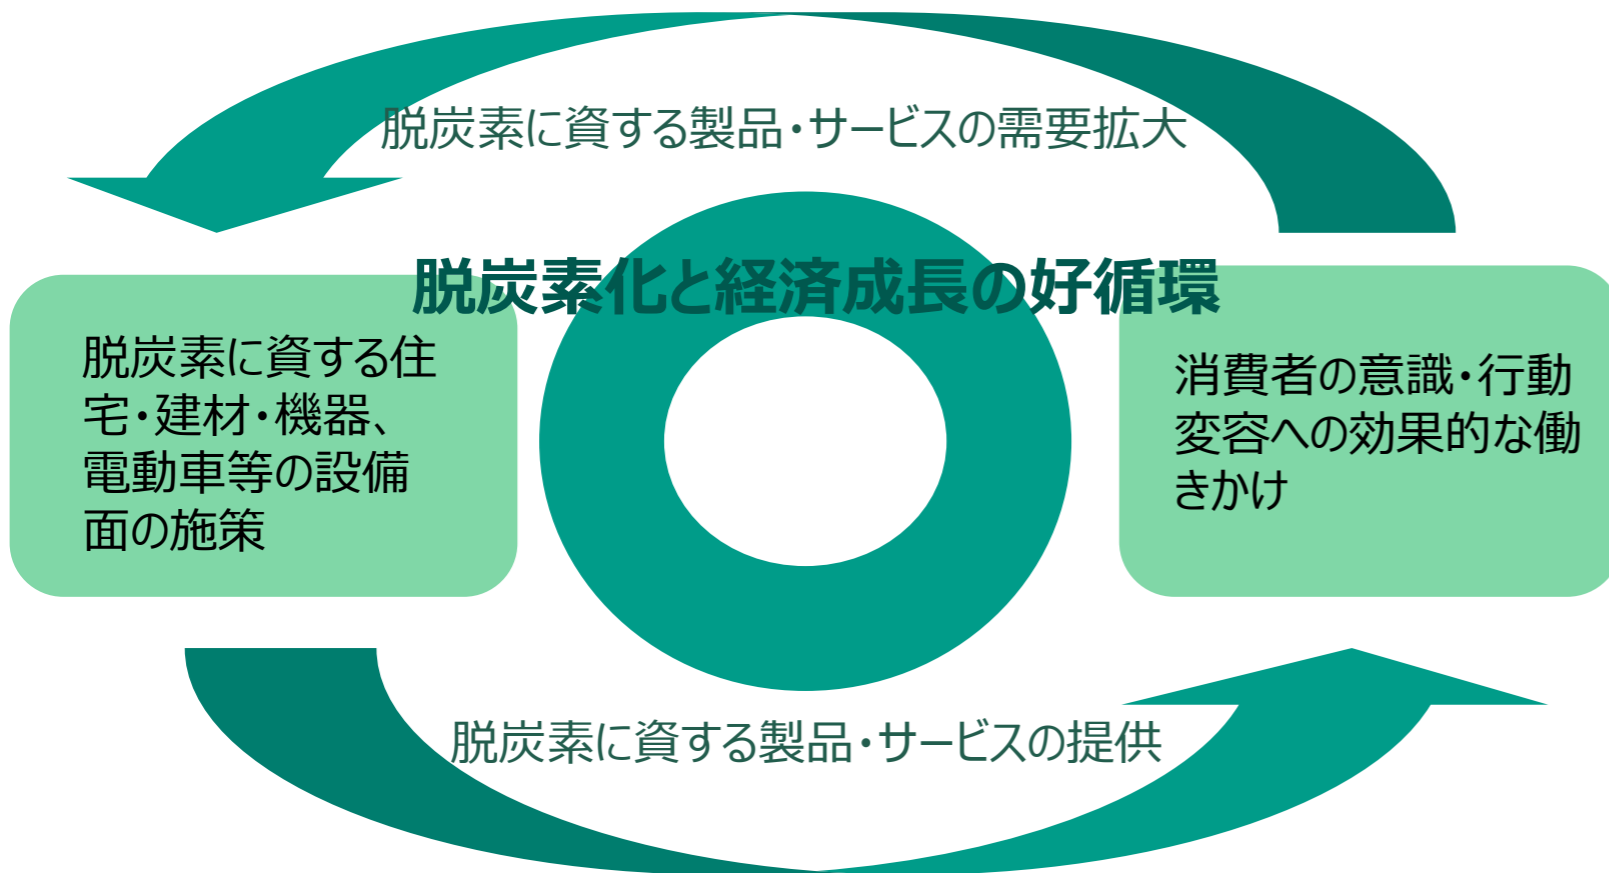 脱炭素に資する製品・サービスの需要拡大
脱炭素化と経済成長の好循環
脱炭素に資する住
宅・建材・機器、
電動車等の設備
面の施策
消費者の意識・行動
変容への効果的な働
きかけ
脱炭素に資する製品・サービスの提供